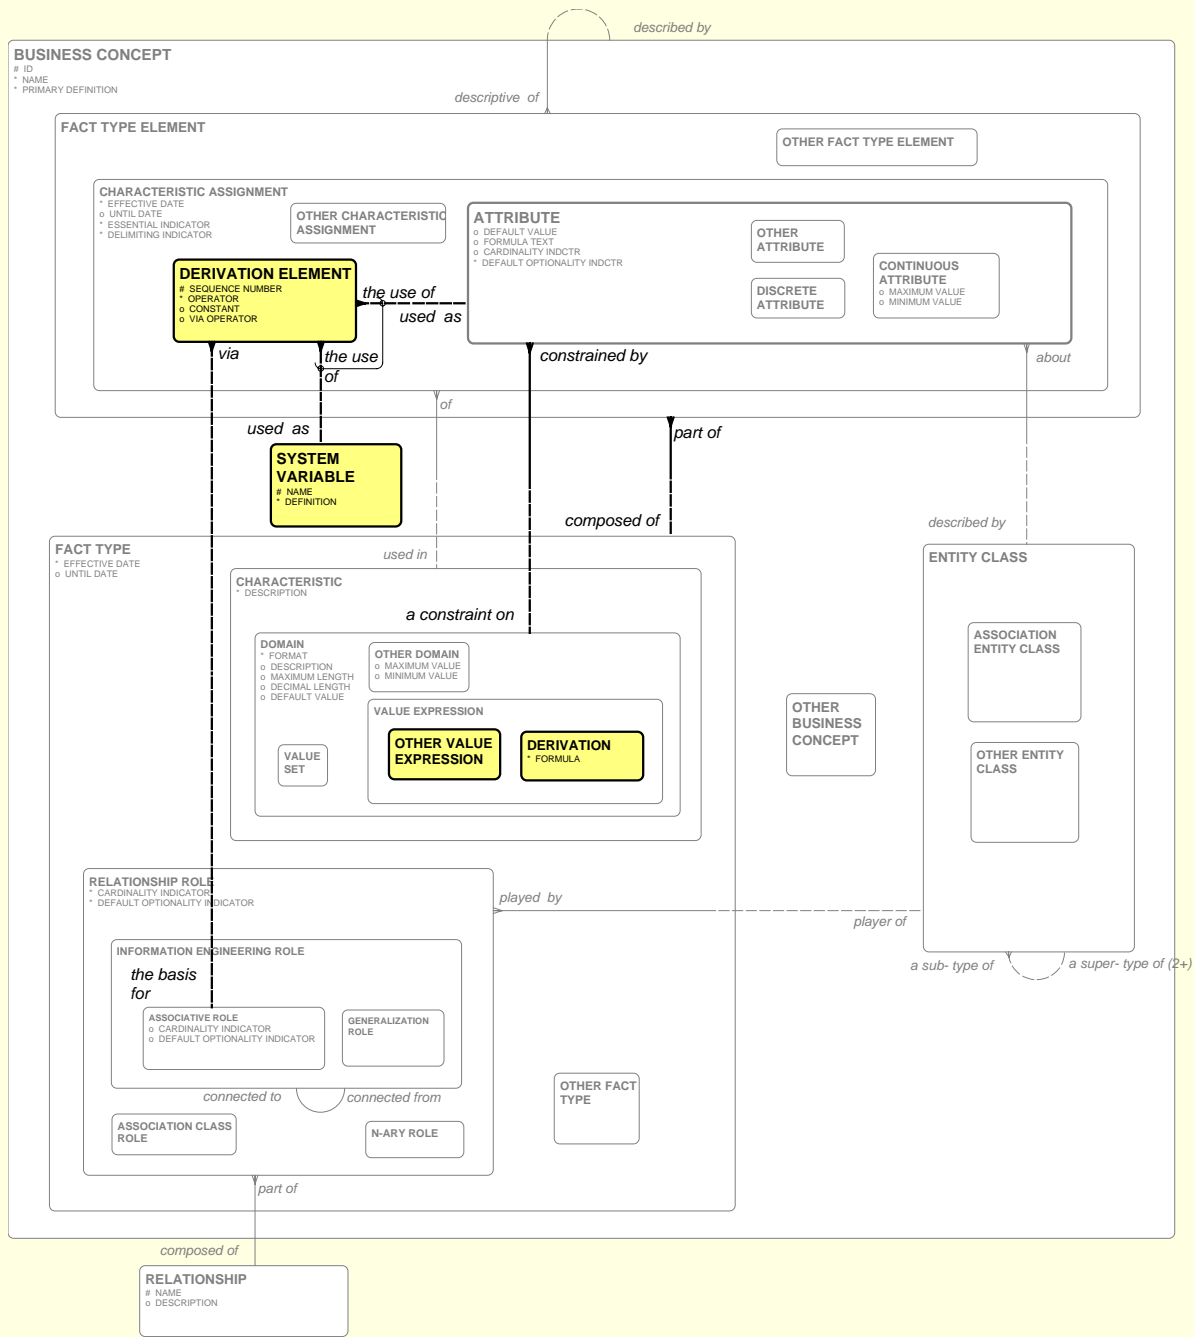 described by
BUSINESS CONCEPT
# ID
* NAME
* PRIMARY DEFINITION
descriptive of
FACT TYPE ELEMENT
OTHER FACT TYPE ELEMENT
CHARACTERISTIC ASSIGNMENT
* EFFECTIVE DATE
o UNTIL DATE
* ESSENTIAL INDICATOR
* DELIMITING INDICATOR
OTHER CHARACTERISTIC
ASSIGNMENT
ATTRIBUTE
o DEFAULT VALUE
o FORMULA TEXT
o CARDINALITY INDCTR
* DEFAULT OPTIONALITY INDCTR
OTHER
ATTRIBUTE
DISCRETE
ATTRIBUTE
CONTINUOUS
ATTRIBUTE
o MAXIMUM VALUE
o MINIMUM VALUE
DERIVATION ELEMENT
# SEQUENCE NUMBER
* OPERATOR
o CONSTANT
o VIA OPERATOR
the use of
used as
via
the use
of
constrained by
about
of
used as
part of
SYSTEM
VARIABLE
# NAME
* DEFINITION
composed of
described by
FACT TYPE
* EFFECTIVE DATE
o UNTIL DATE
used in
ENTITY CLASS
CHARACTERISTIC
* DESCRIPTION
a constraint on
DOMAIN
* FORMAT
o DESCRIPTION
o MAXIMUM LENGTH
o DECIMAL LENGTH
o DEFAULT VALUE
OTHER DOMAIN
o MAXIMUM VALUE
o MINIMUM VALUE
ASSOCIATION
ENTITY CLASS
VALUE EXPRESSION
OTHER VALUE
EXPRESSION
DERIVATION
* FORMULA
VALUE
SET
OTHER
BUSINESS
CONCEPT
OTHER ENTITY
CLASS
RELATIONSHIP ROLE
* CARDINALITY INDICATOR
* DEFAULT OPTIONALITY INDICATOR
played by
player of
INFORMATION ENGINEERING ROLE
the basis
for
a sub- type of
a super- type of (2+)
ASSOCIATIVE ROLE
o CARDINALITY INDICATOR
o DEFAULT OPTIONALITY INDICATOR
GENERALIZATION
ROLE
connected to
connected from
OTHER FACT
TYPE
ASSOCIATION CLASS
ROLE
N-ARY ROLE
part of
composed of
RELATIONSHIP
# NAME
o DESCRIPTION